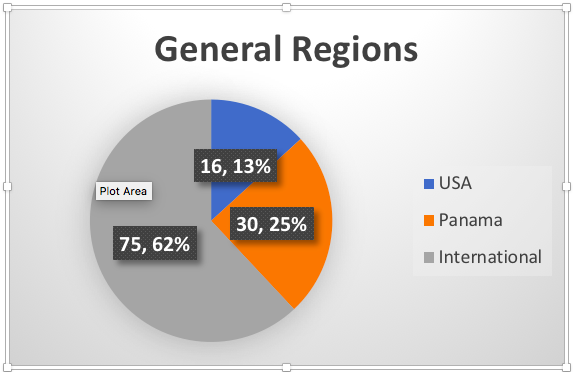 General Regions
16, 13%
Plot Area
30, 25%
75, 62%
USA
Panama
International